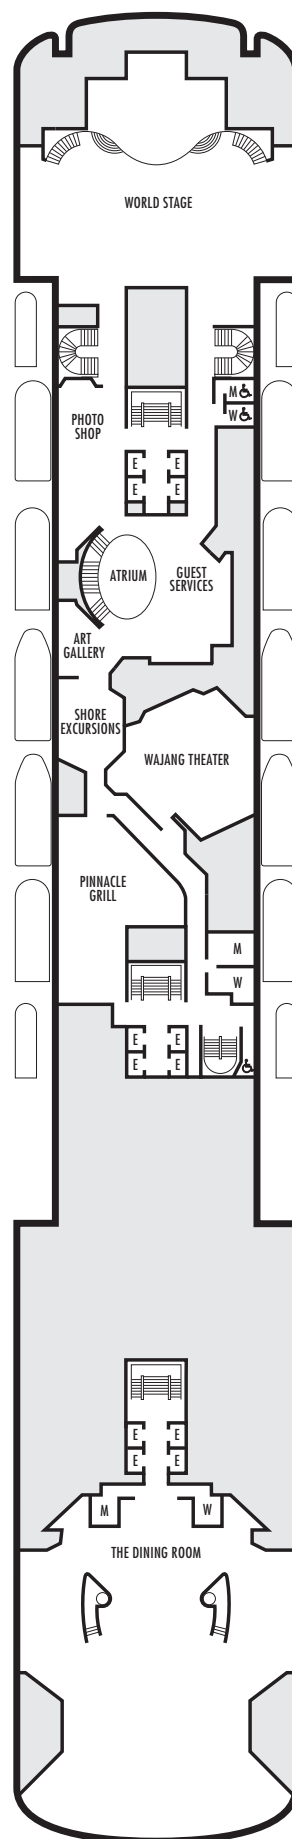 WORLD STAGE
M
W
PHOTO
SHOP
E E
E E
ATRIUM
GUEST
SERVICES
ART
GALLERY
SHORE
EXCURSIONS
WAJANG THEATER
PINNACLE
GRILL
M
W
E E
E E
E E
E E
M W
THE DINING ROOM